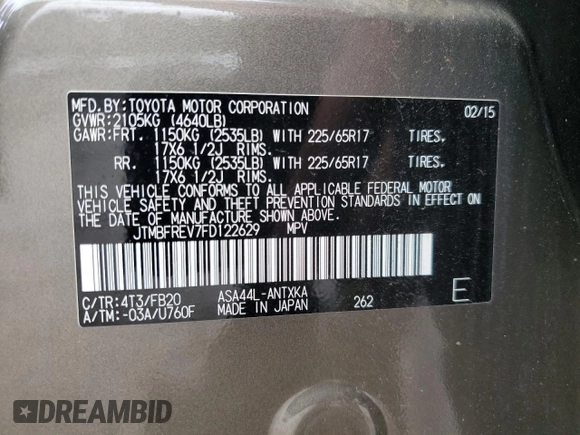 MFD.BY:TOYOTA MOTOR CORPORATION 02/15
GVWR:2105KG (4640LB)
GAWR:FRT. 1150KG (2535LB) WITH 225/65R17 TIRES.
17X6 1/2J RIMS.
RR. 1150KG (2535LB) WITH 225/65R17 TIRES.
17X6 1/2J RIMS.
THIS VEHICLE CONFORMS TO ALL APPLICABLE FEDERAL MOTOR
VEHICLE SAFETY AND THEFT PREVENTION STANDARDS IN EFFECT ON
THE DATE OF MANUFACTURE SHOWN ABOVE.
JTMBFREV7FD122629 MPV
C/TR:4T3/FB20 ASA44L-ANTXKA 262 E
A/TM:-03A/U760F MADE IN JAPAN
DREAMBID